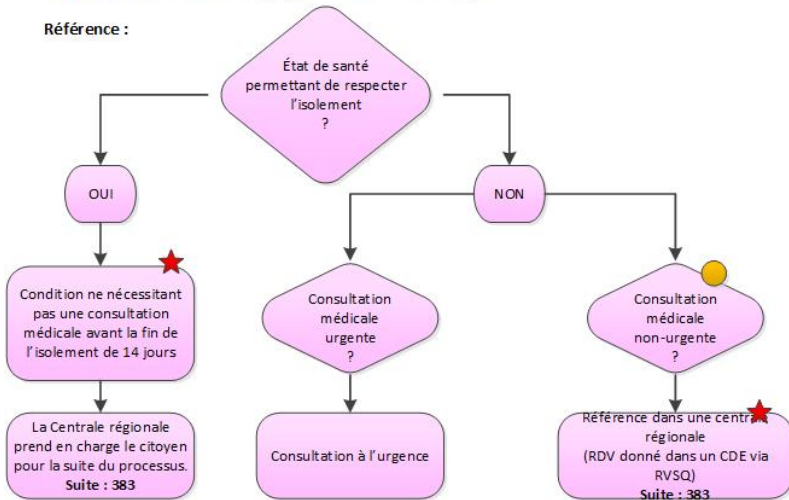 Référence :
État de santé
permettant de respecter
l'isolement
?
OUI
NON
Condition ne nécessitant
pas une consultation
médicale avant la fin de
l'isolement de 14 jours
Consultation
médicale
urgente
?
Consultation
médicale
non-urgente
?
La Centrale régionale
prend en charge le citoyen
pour la suite du processus.
Suite : 383
Consultation à l'urgence
Référence dans une centrale
régionale
(RDV donné dans un CDE via
RVSQ)
Suite : 383